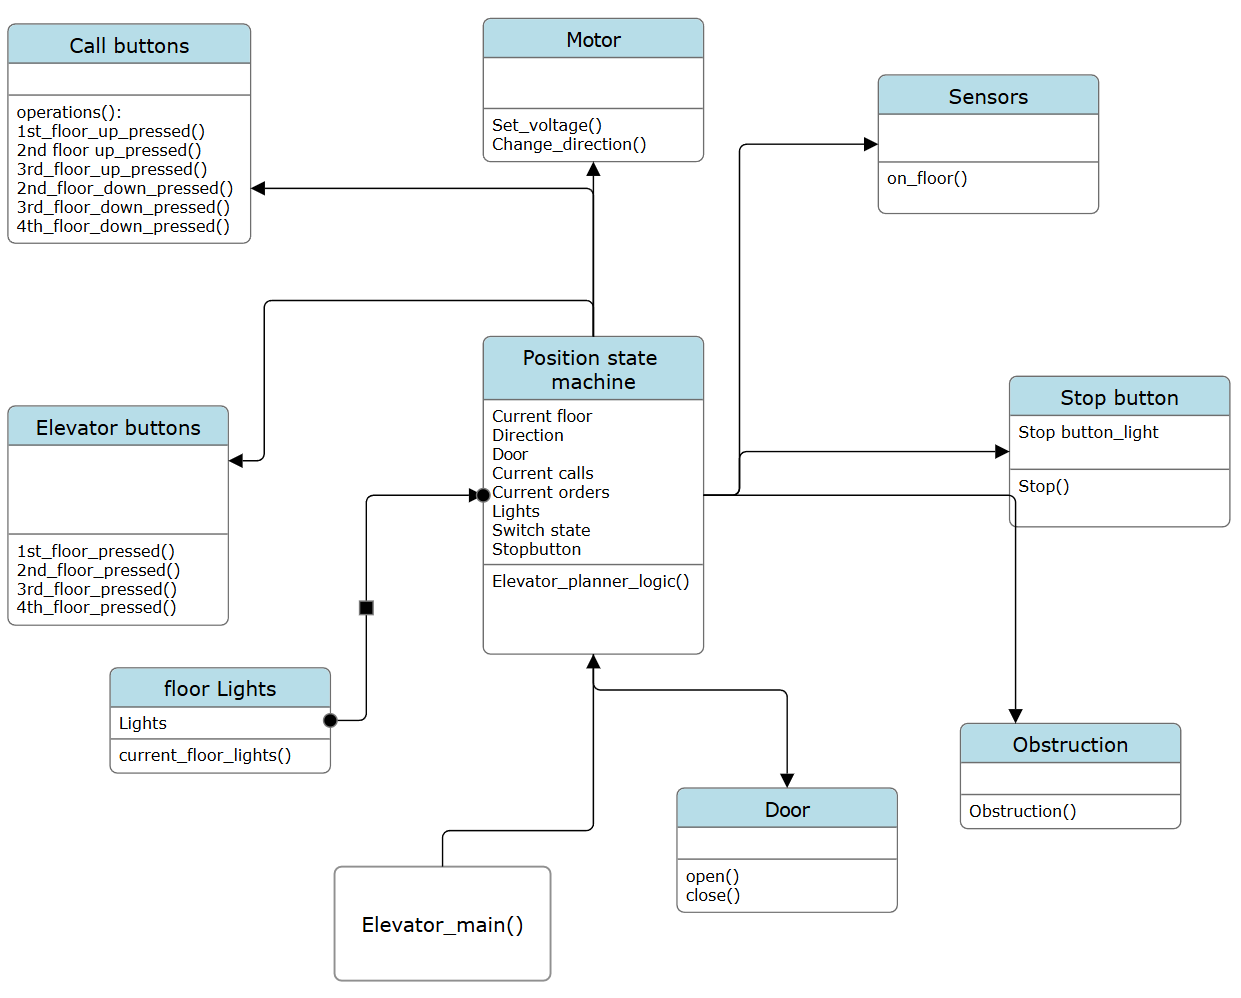 Call buttons
operations():
1st_floor_up_pressed()
2nd floor up_pressed()
3rd_floor_up_pressed()
2nd_floor_down_pressed()
3rd_floor_down_pressed()
4th_floor_down_pressed()
Motor
Set_voltage()
Change_direction()
Sensors
on_floor()
Position state
machine
Current floor
Direction
Door
Current calls
Current orders
Lights
Switch state
Stopbutton
Elevator_planner_logic()
Stop button
Stop button_light
Stop()
Elevator buttons
1st_floor_pressed()
2nd_floor_pressed()
3rd_floor_pressed()
4th_floor_pressed()
floor Lights
Lights
current_floor_lights()
Obstruction
Obstruction()
Door
open()
close()
Elevator_main()